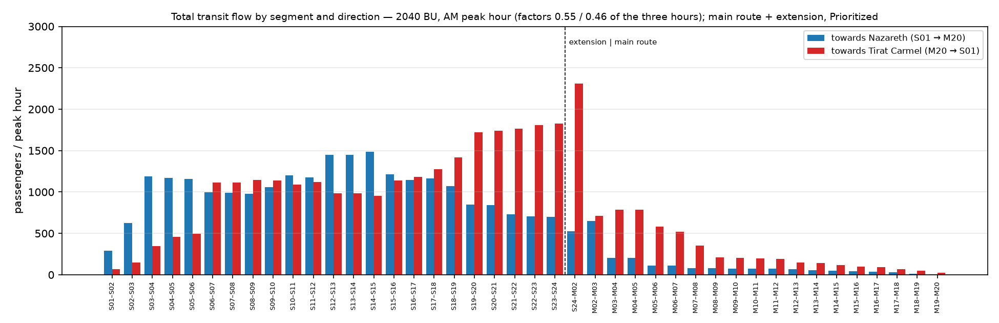 Total transit flow by segment and direction — 2040 BU, AM peak hour (factors 0.55 / 0.46 of the three hours); main route + extension, Prioritized
passengers / peak hour
3000
2500
2000
1500
1000
500
0
extension | main route
towards Nazareth (S01 → M20)
towards Tirat Carmel (M20 → S01)
S01–S02
S02–S03
S03–S04
S04–S05
S05–S06
S06–S07
S07–S08
S08–S09
S09–S10
S10–S11
S11–S12
S12–S13
S13–S14
S14–S15
S15–S16
S16–S17
S17–S18
S18–S19
S19–S20
S20–S21
S21–S22
S22–S23
S23–S24
S24–M02
M02–M03
M03–M04
M04–M05
M05–M06
M06–M07
M07–M08
M08–M09
M09–M10
M10–M11
M11–M12
M12–M13
M13–M14
M14–M15
M15–M16
M16–M17
M17–M18
M18–M19
M19–M20